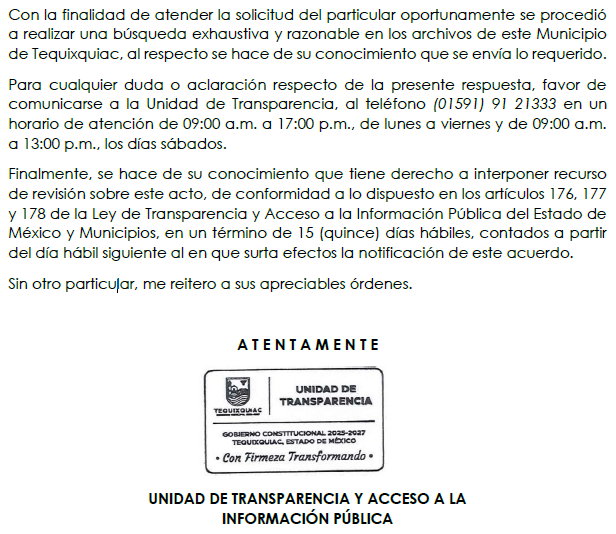 Con la finalidad de atender la solicitud del particular oportunamente se procedió
a realizar una búsqueda exhaustiva y razonable en los archivos de este Municipio
de Tequixquiac, al respecto se hace de su conocimiento que se envía lo requerido.
Para cualquier duda o aclaración respecto de la presente respuesta, favor de
comunicarse a la Unidad de Transparencia, al teléfono (01591) 91 21333 en un
horario de atención de 09:00 a.m. a 17:00 p.m., de lunes a viernes y de 09:00 a.m.
a 13:00 p.m., los días sábados.
Finalmente, se hace de su conocimiento que tiene derecho a interponer recurso
de revisión sobre este acto, de conformidad a lo dispuesto en los artículos 176, 177
y 178 de la Ley de Transparencia y Acceso a la Información Pública del Estado de
México y Municipios, en un término de 15 (quince) días hábiles, contados a partir
del día hábil siguiente al en que surta efectos la notificación de este acuerdo.
Sin otro particular, me reitero a sus apreciables órdenes.
A T E N T A M E N T E
TEQUIXQUIAC
UNIDAD DE
TRANSPARENCIA
GOBIERNO CONSTITUCIONAL 2025-2027
TEQUIXQUIAC, ESTADO DE MÉXICO
• Con Firmeza Transformando •
UNIDAD DE TRANSPARENCIA Y ACCESO A LA
INFORMACIÓN PÚBLICA